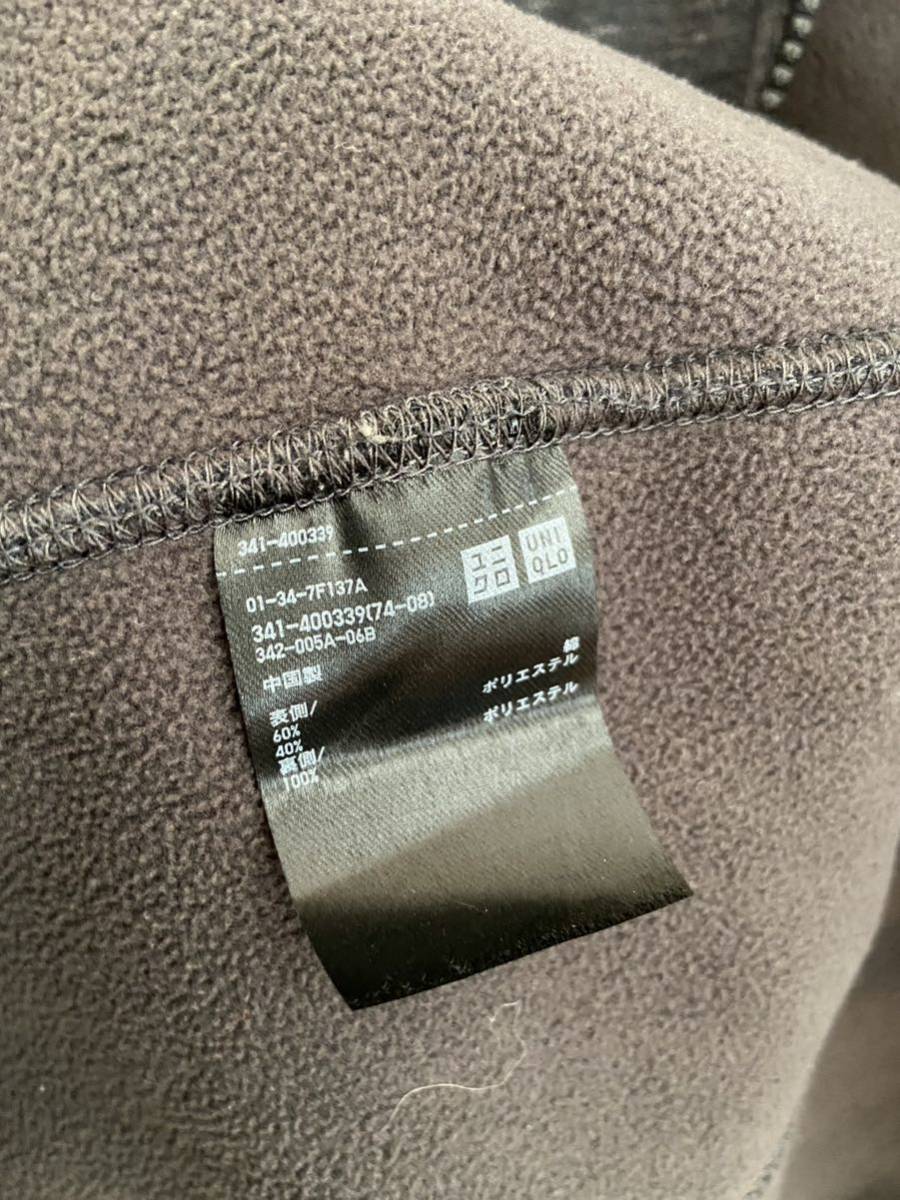 341-400339
ユニ
クロ
UNI
QLO
01-34-7F137A
341-400339(74-08)
342-005A-06B
中国製
表側/
60% 綿
40% ポリエステル
裏側/
100% ポリエステル